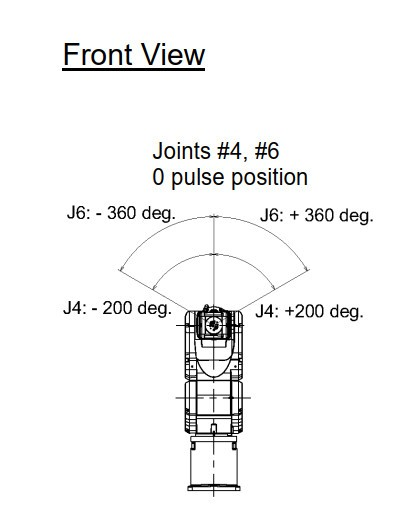 Front View
Joints #4, #6
0 pulse position
J6: - 360 deg.
J6: + 360 deg.
J4: - 200 deg.
J4: +200 deg.